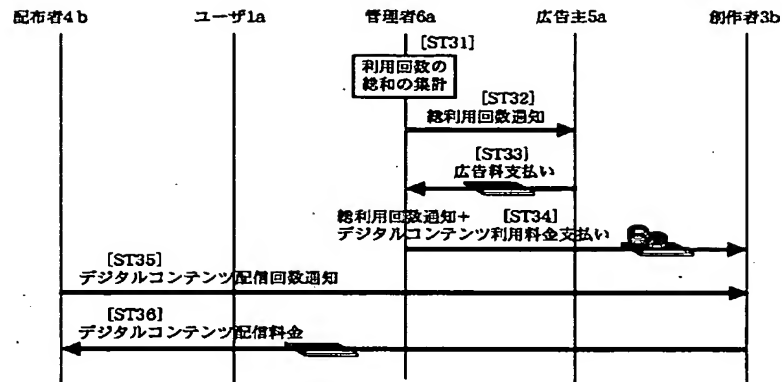 配布者4b ユーザ1a 管理者6a 広告主5a 創作者3b
[ST31]
利用回数の
総和の集計
[ST32]
総利用回数通知
[ST33]
広告料支払い
総利用回数通知+ [ST34]
デジタルコンテンツ利用料金支払い
[ST35]
デジタルコンテンツ配信回数通知
[ST36]
デジタルコンテンツ配信料金